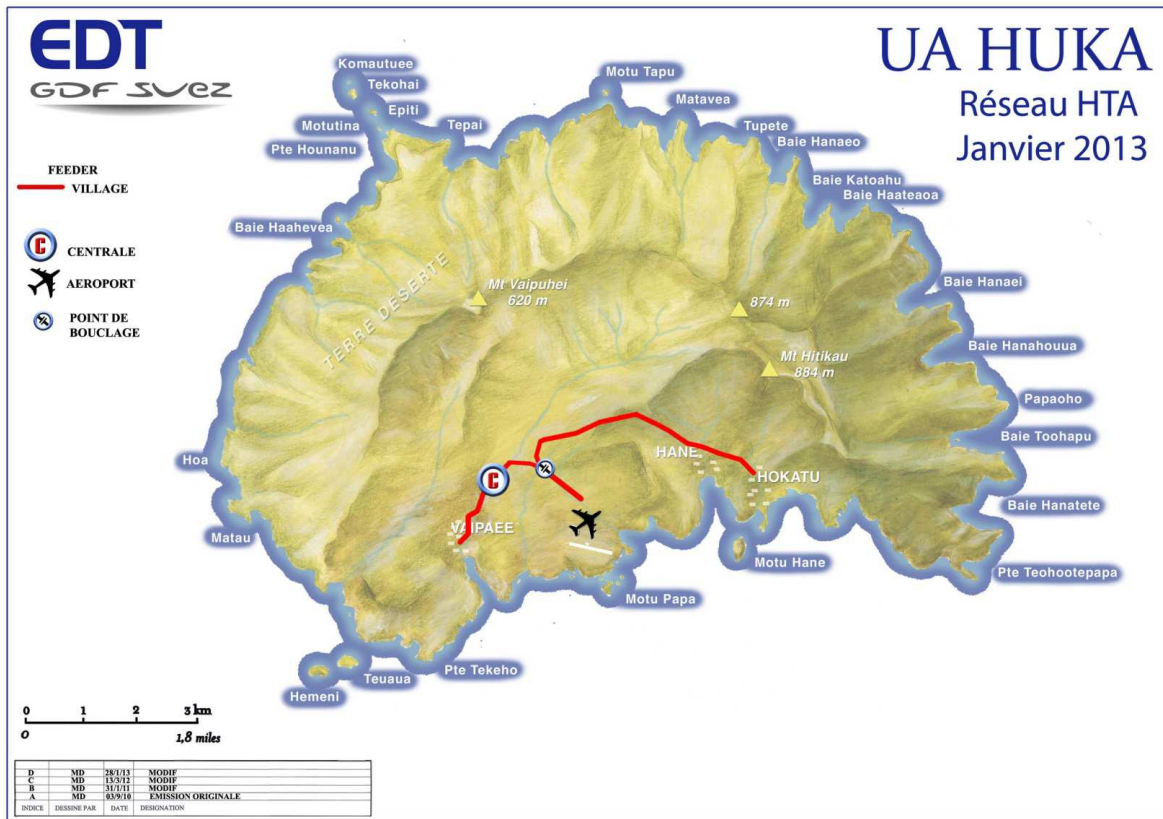 EDT
GDF SUEZ
UA HUKA
Réseau HTA
Janvier 2013
FEEDER
VILLAGE
C
CENTRALE
AEROPORT
POINT DE
BOUCLAGE
Komautuee
Tekohai
Epiti
Motutina
Pte Hounanu
Tepai
Motu Tapu
Matavea
Tupete
Baie Hanaeo
Baie Katoahu
Baie Haateaoa
Baie Haahevea
TERRE DÉSERTE
Mt Vaipuhei
620 m
874 m
Mt Hitikau
884 m
Baie Hanaei
Baie Hanahouua
Papaoho
Baie Toohapu
Baie Hanatete
Pte Teohootepapa
Hoa
Matau
C
HANE
HOKATU
VAIPAEE
Motu Hane
Motu Papa
Pte Tekeho
Teuaua
Hemeni
0 1 2 3 km
0 1,8 miles
D MD 28/1/13 MODIF
C MD 13/3/12 MODIF
B MD 31/1/11 MODIF
A MD 03/9/10 EMISSION ORIGINALE
INDICE DESSINE PAR DATE DESIGNATION